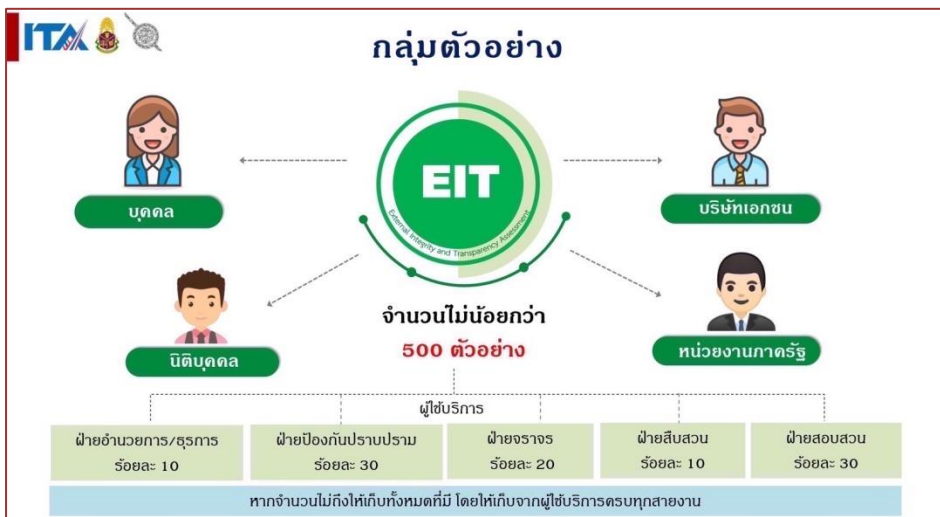 ITA
กลุ่มตัวอย่าง
EIT
External Integrity and Transparency Assessment
บุคคล
บริษัทเอกชน
นิติบุคคล
หน่วยงานภาครัฐ
จำนวนไม่น้อยกว่า
500 ตัวอย่าง
ผู้ใช้บริการ
ฝ่ายอำนวยการ/ธุรการ
ร้อยละ 10
ฝ่ายป้องกันปราบปราม
ร้อยละ 30
ฝ่ายจราจร
ร้อยละ 20
ฝ่ายสืบสวน
ร้อยละ 10
ฝ่ายสอบสวน
ร้อยละ 30
หากจำนวนไม่ถึงให้เก็บทั้งหมดที่มี โดยให้เก็บจากผู้ใช้บริการครบทุกสายงาน